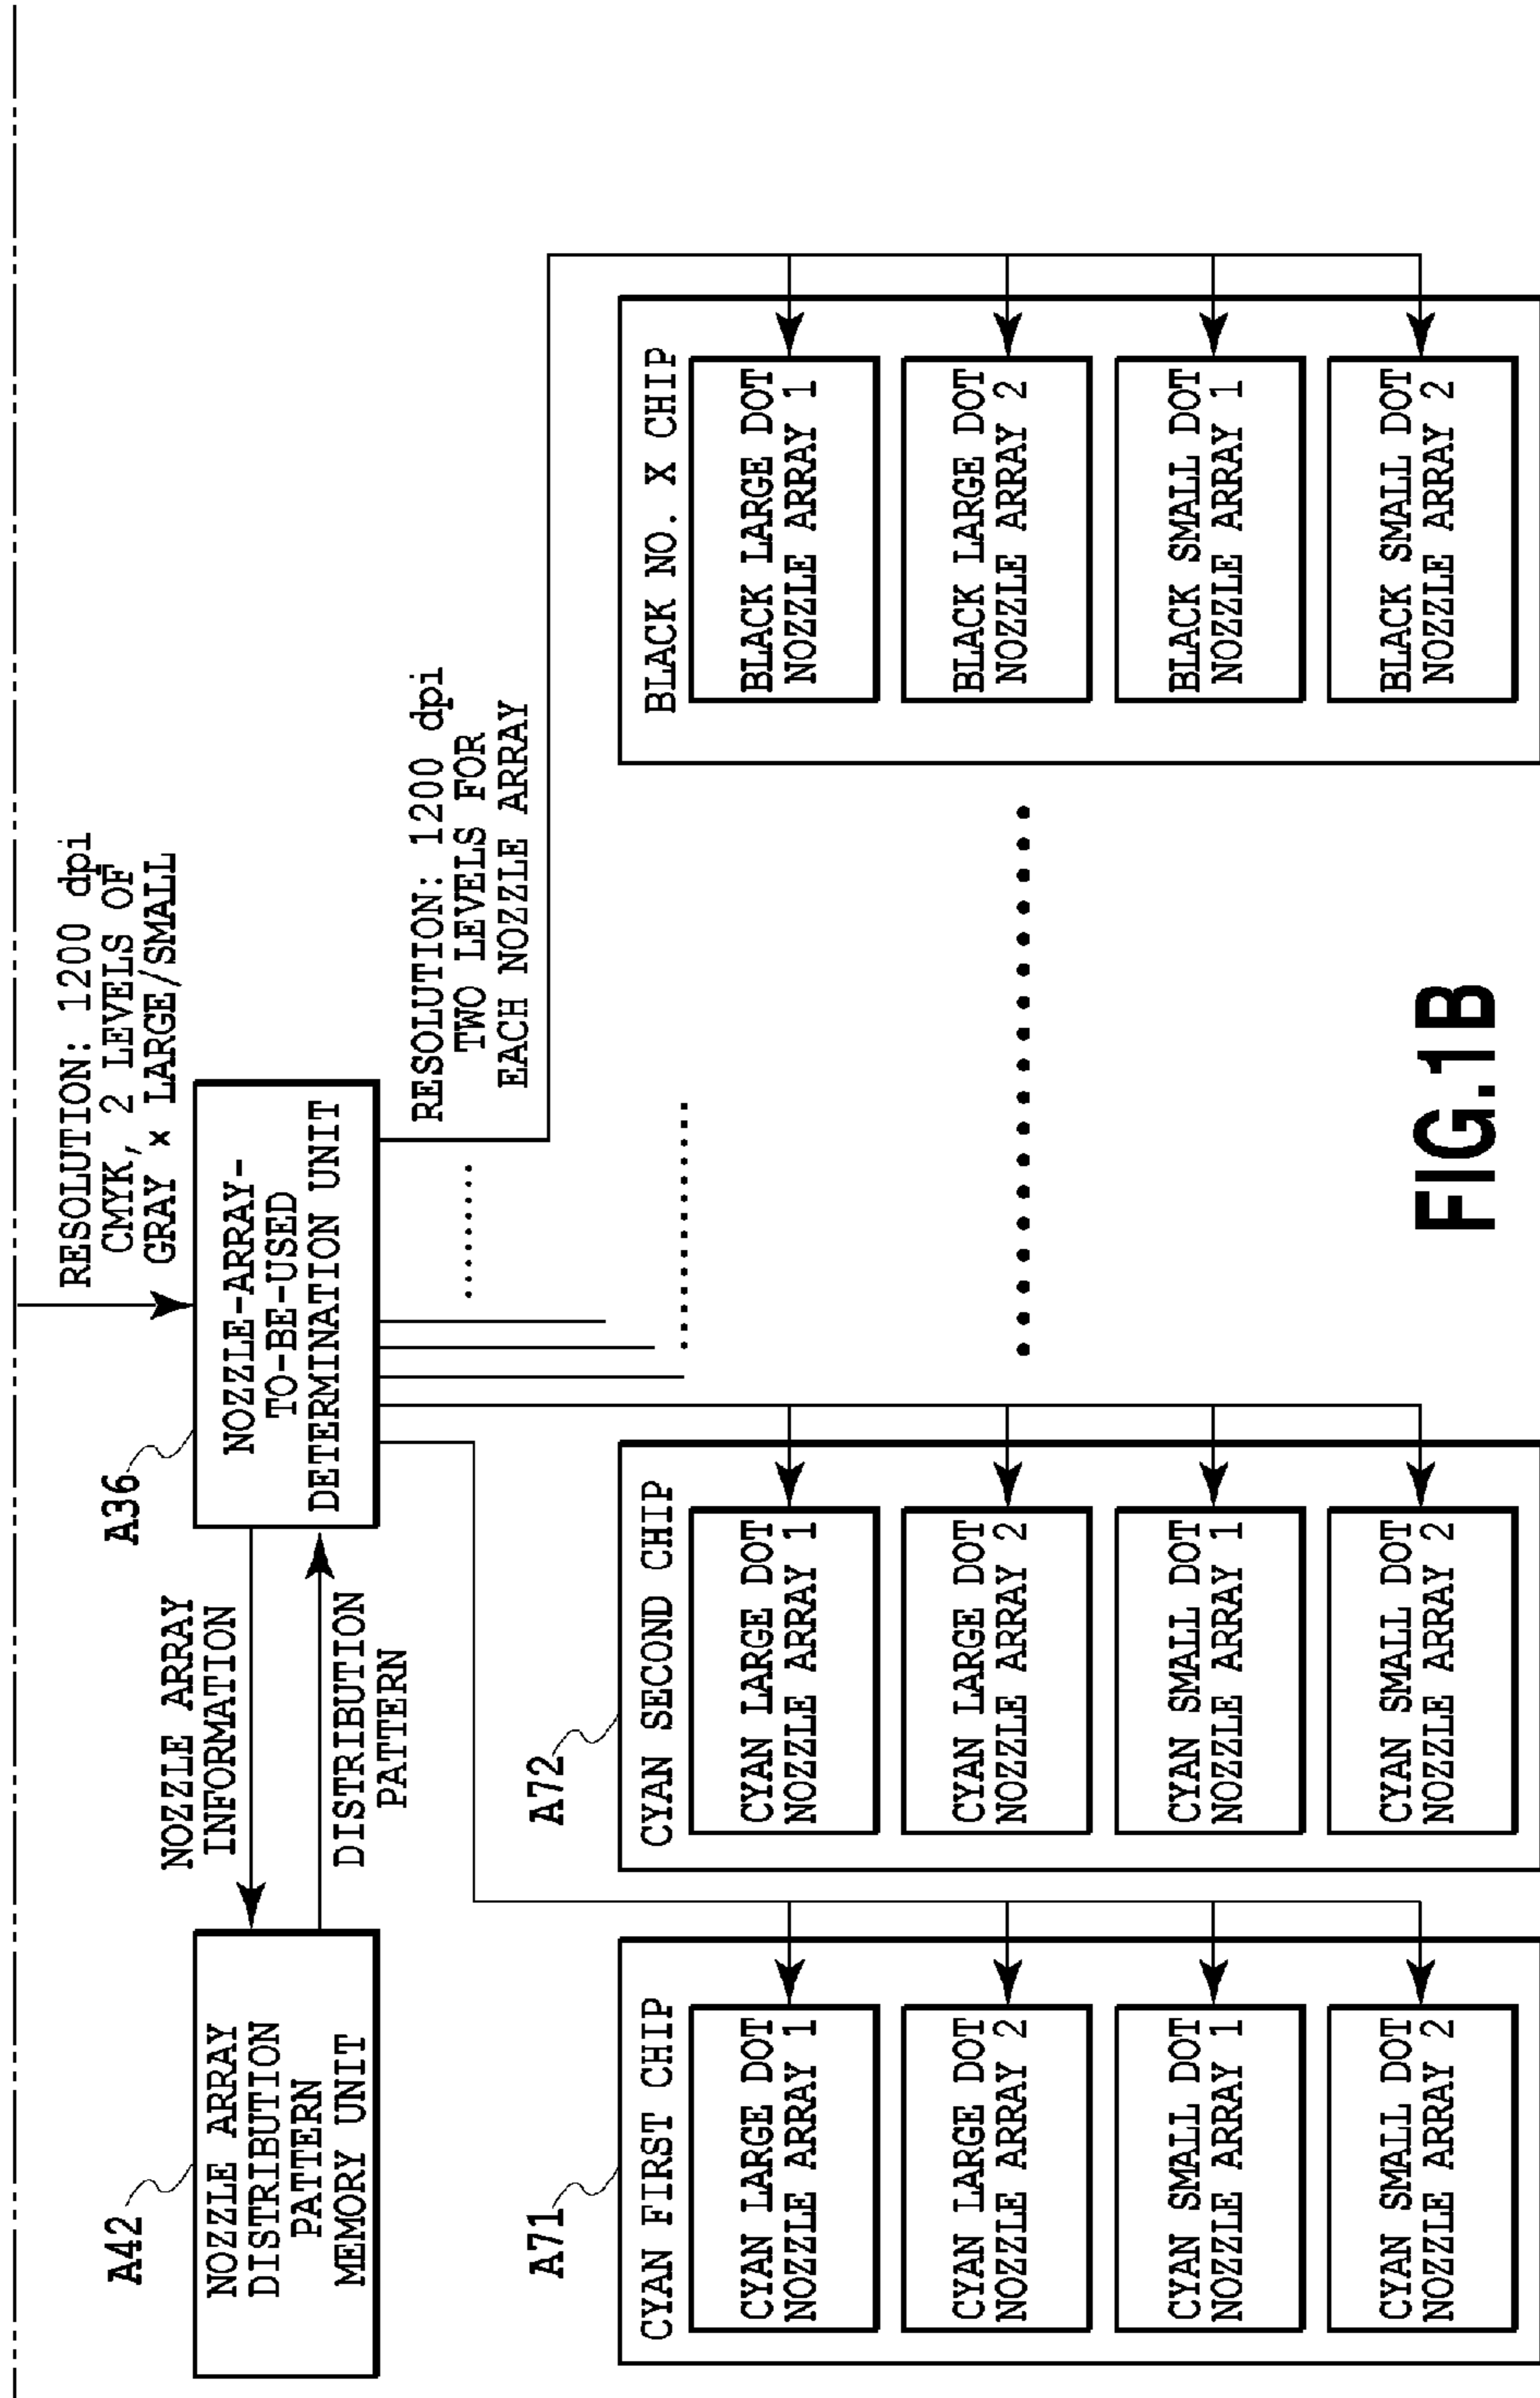 RESOLUTION: 1200 dpi
CMYK, 2 LEVELS OF
GRAY × LARGE/SMALL
A42
NOZZLE ARRAY
DISTRIBUTION
PATTERN
MEMORY UNIT
NOZZLE ARRAY
INFORMATION
DISTRIBUTION
PATTERN
A36
NOZZLE-ARRAY-
TO-BE-USED
DETERMINATION UNIT
RESOLUTION: 1200 dpi
TWO LEVELS FOR
EACH NOZZLE ARRAY
A71
CYAN FIRST CHIP
CYAN LARGE DOT
NOZZLE ARRAY 1
CYAN LARGE DOT
NOZZLE ARRAY 2
CYAN SMALL DOT
NOZZLE ARRAY 1
CYAN SMALL DOT
NOZZLE ARRAY 2
A72
CYAN SECOND CHIP
CYAN LARGE DOT
NOZZLE ARRAY 1
CYAN LARGE DOT
NOZZLE ARRAY 2
CYAN SMALL DOT
NOZZLE ARRAY 1
CYAN SMALL DOT
NOZZLE ARRAY 2
BLACK NO. X CHIP
BLACK LARGE DOT
NOZZLE ARRAY 1
BLACK LARGE DOT
NOZZLE ARRAY 2
BLACK SMALL DOT
NOZZLE ARRAY 1
BLACK SMALL DOT
NOZZLE ARRAY 2
FIG.1B